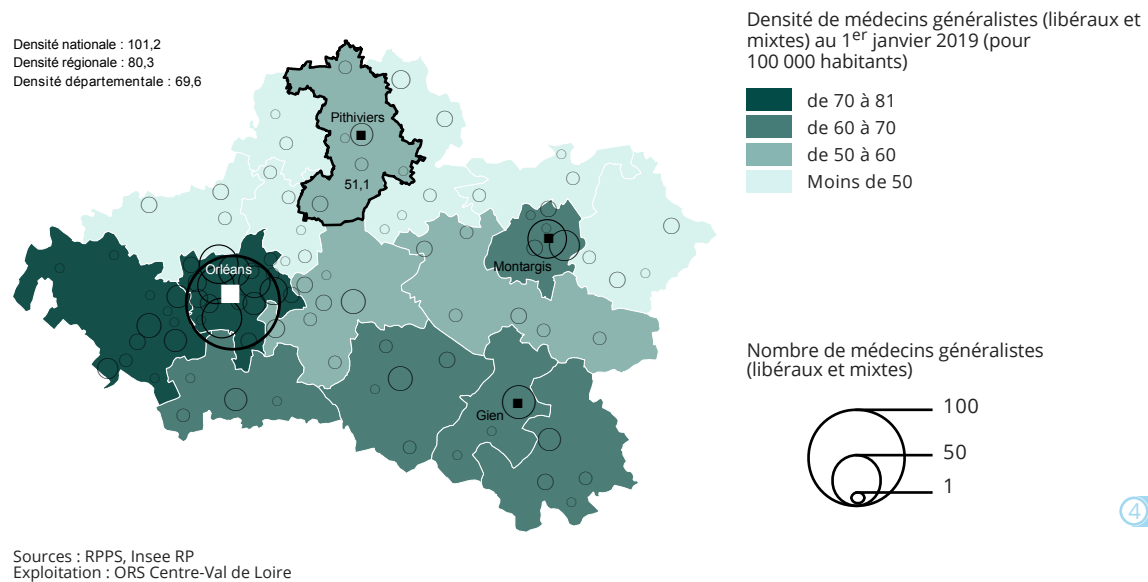 Densité nationale : 101,2
Densité régionale : 80,3
Densité départementale : 69,6
Pithiviers
51,1
Orléans
Montargis
Gien
Densité de médecins généralistes (libéraux et
mixtes) au 1er janvier 2019 (pour
100 000 habitants)
de 70 à 81
de 60 à 70
de 50 à 60
Moins de 50
Nombre de médecins généralistes
(libéraux et mixtes)
100
50
1
4
Sources : RPPS, Insee RP
Exploitation : ORS Centre-Val de Loire